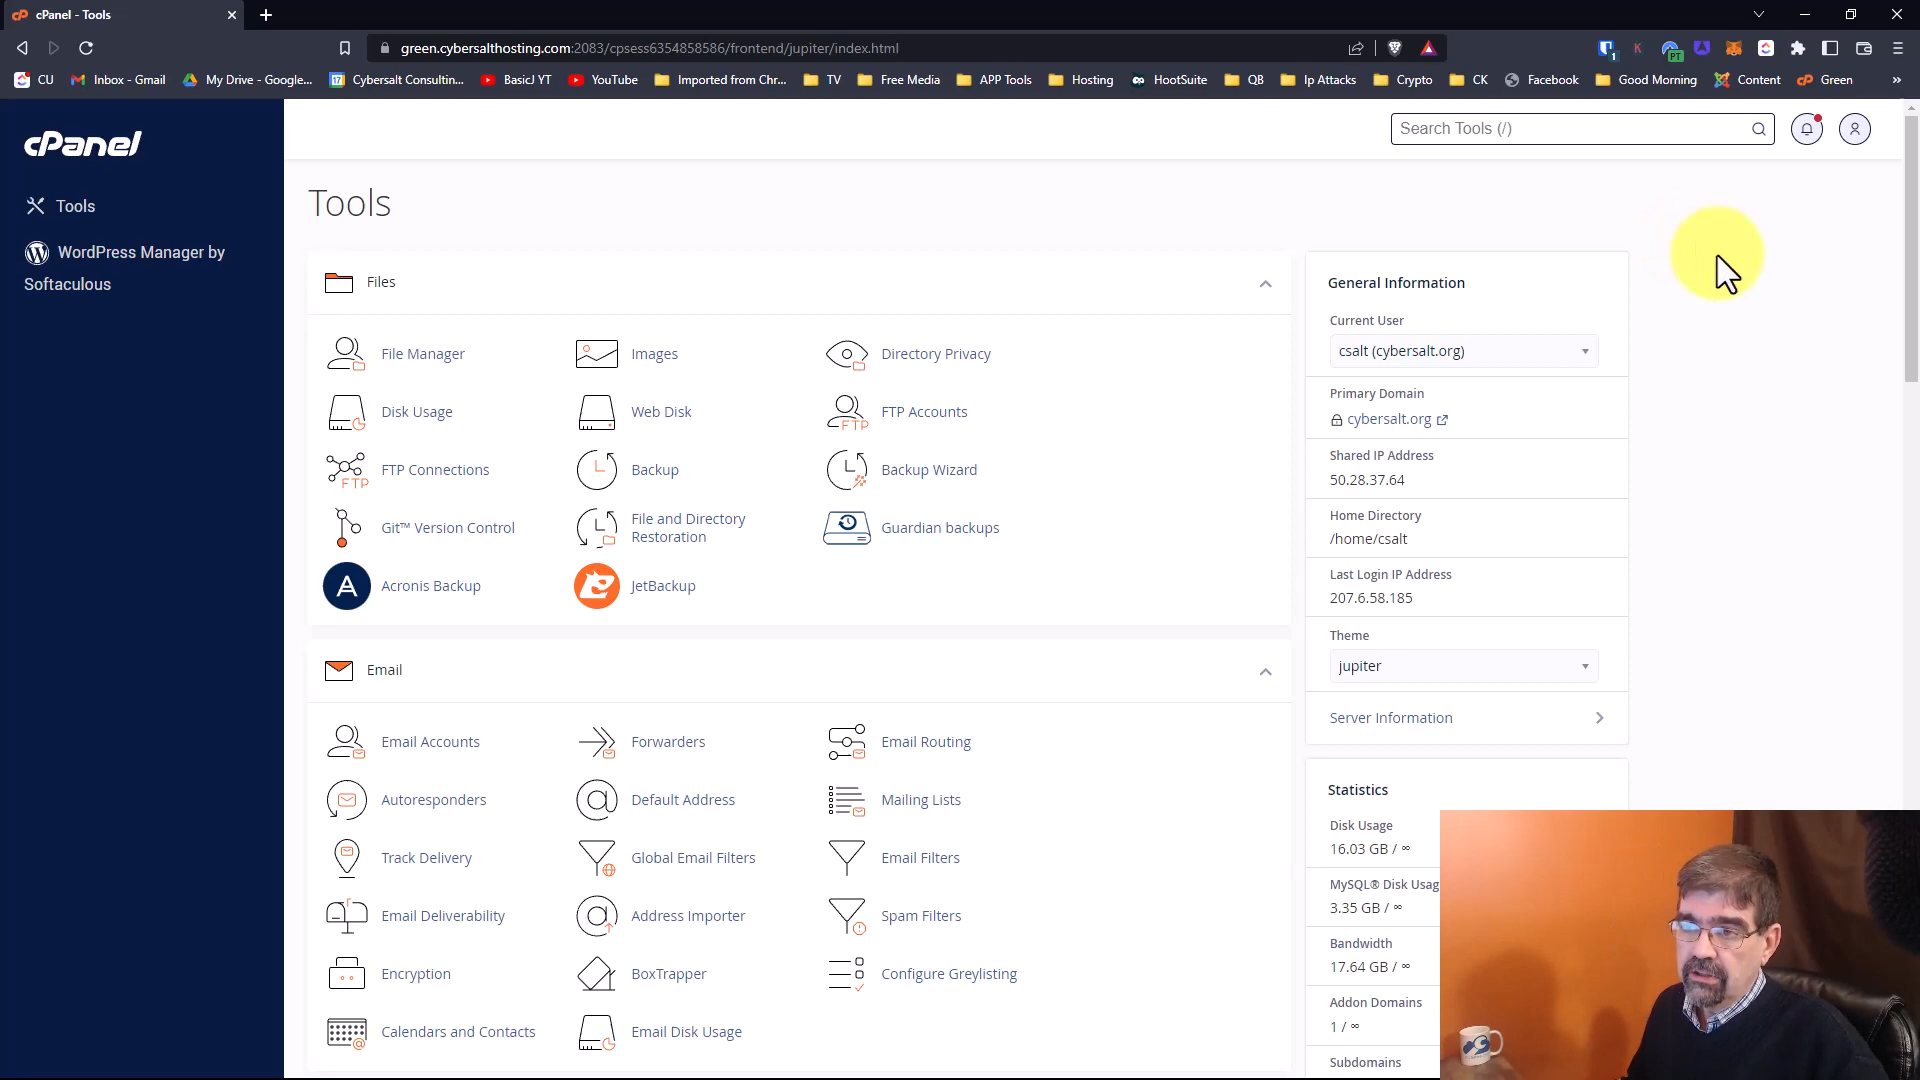 cPanel - Tools
green.cybersalthosting.com:2083/cpsess6354858586/frontend/jupiter/index.html
CU
Inbox - Gmail
My Drive - Google...
Cybersalt Consultin...
BasicJ YT
YouTube
Imported from Chr...
TV
Free Media
APP Tools
Hosting
HootSuite
QB
Ip Attacks
Crypto
CK
Facebook
Good Morning
Content
Green
»
cPanel
Search Tools (/)
Tools
WordPress Manager by
Softaculous
Tools
Files
File Manager
Images
Directory Privacy
Disk Usage
Web Disk
FTP Accounts
FTP Connections
Backup
Backup Wizard
Git™ Version Control
File and Directory
Restoration
Guardian backups
Acronis Backup
JetBackup
Email
Email Accounts
Forwarders
Email Routing
Autoresponders
Default Address
Mailing Lists
Track Delivery
Global Email Filters
Email Filters
Email Deliverability
Address Importer
Spam Filters
Encryption
BoxTrapper
Configure Greylisting
Calendars and Contacts
Email Disk Usage
General Information
Current User
csalt (cybersalt.org)
Primary Domain
cybersalt.org
Shared IP Address
50.28.37.64
Home Directory
/home/csalt
Last Login IP Address
207.6.58.185
Theme
jupiter
Server Information
Statistics
Disk Usage
16.03 GB / ∞
MySQL® Disk Usag
3.35 GB / ∞
Bandwidth
17.64 GB / ∞
Addon Domains
1 / ∞
Subdomains